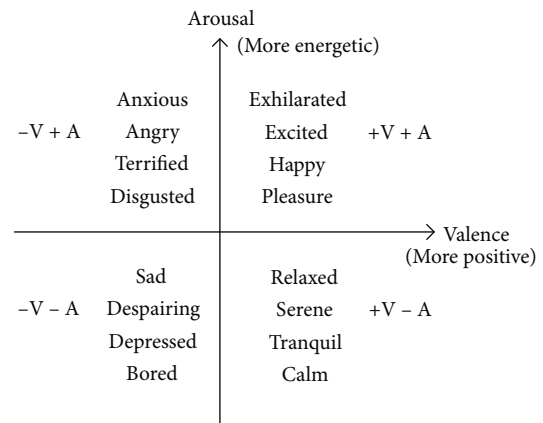 Arousal
(More energetic)
Anxious
Exhilarated
–V + A
Angry
Excited
+V + A
Terrified
Happy
Disgusted
Pleasure
Valence
(More positive)
Sad
Relaxed
–V – A
Despairing
Serene
+V – A
Depressed
Tranquil
Bored
Calm